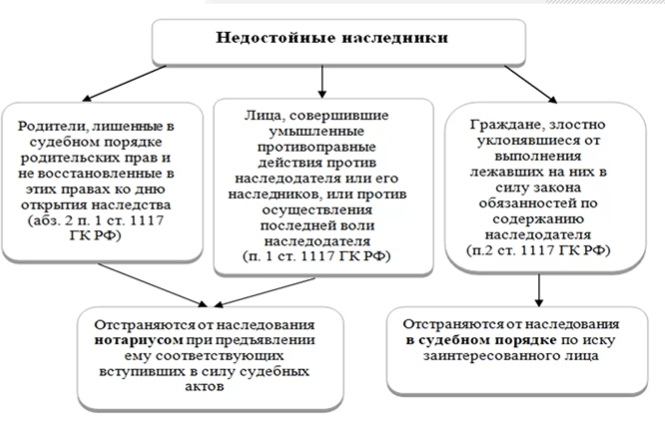 Недостойные наследники
Родители, лишенные в
судебном порядке
родительских прав и
не восстановленные в
этих правах ко дню
открытия наследства
(абз. 2 п. 1 ст. 1117
ГК РФ)
Лица, совершившие
умышленные
противоправные
действия против
наследодателя или его
наследников, или против
осуществления
последней воли
наследодателя
(п. 1 ст. 1117 ГК РФ)
Граждане, злостно
уклонявшиеся от
выполнения
лежавших на них в
силу закона
обязанностей по
содержанию
наследодателя
(п.2 ст. 1117 ГК РФ)
Отстраняются от наследования
нотариусом при предъявлении
ему соответствующих
вступивших в силу судебных
актов
Отстраняются от наследования
в судебном порядке по иску
заинтересованного лица